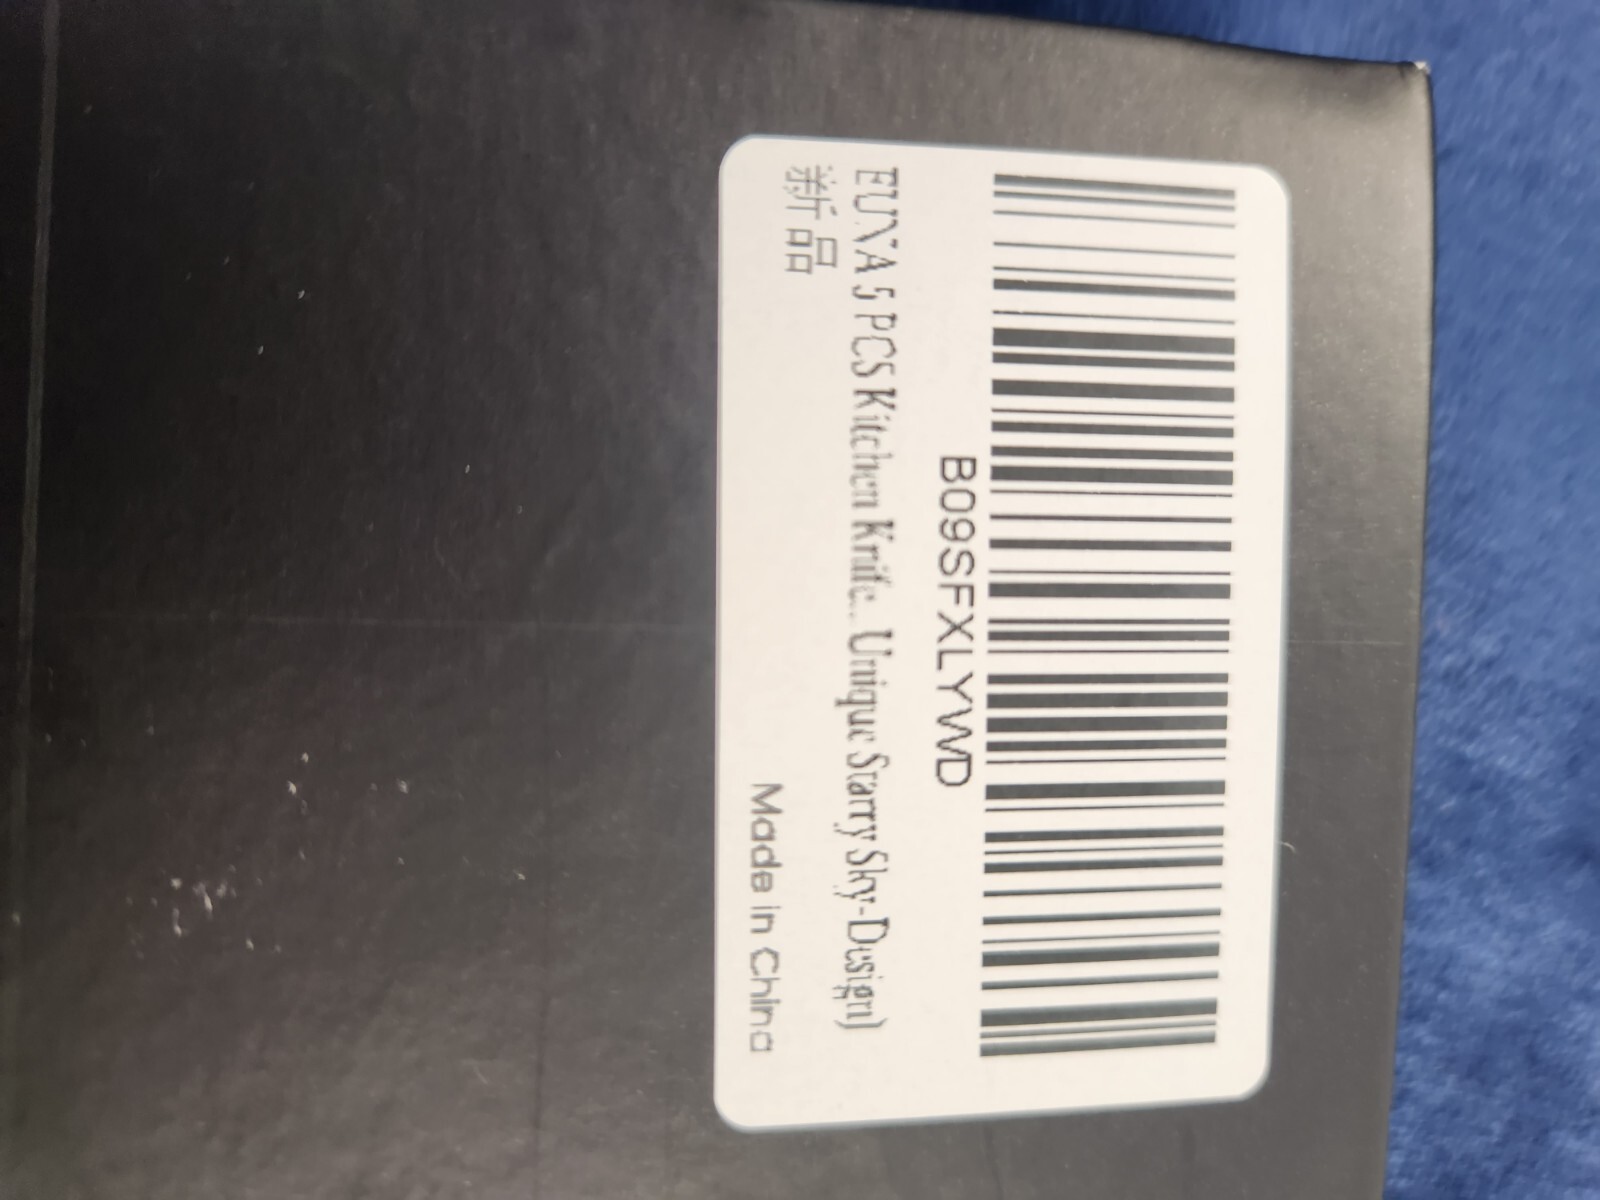 B09SFXLYWD
EUNA 5 PCS Kitchen Knife.. Unique Starry Sky-Design)
新品
Made in China